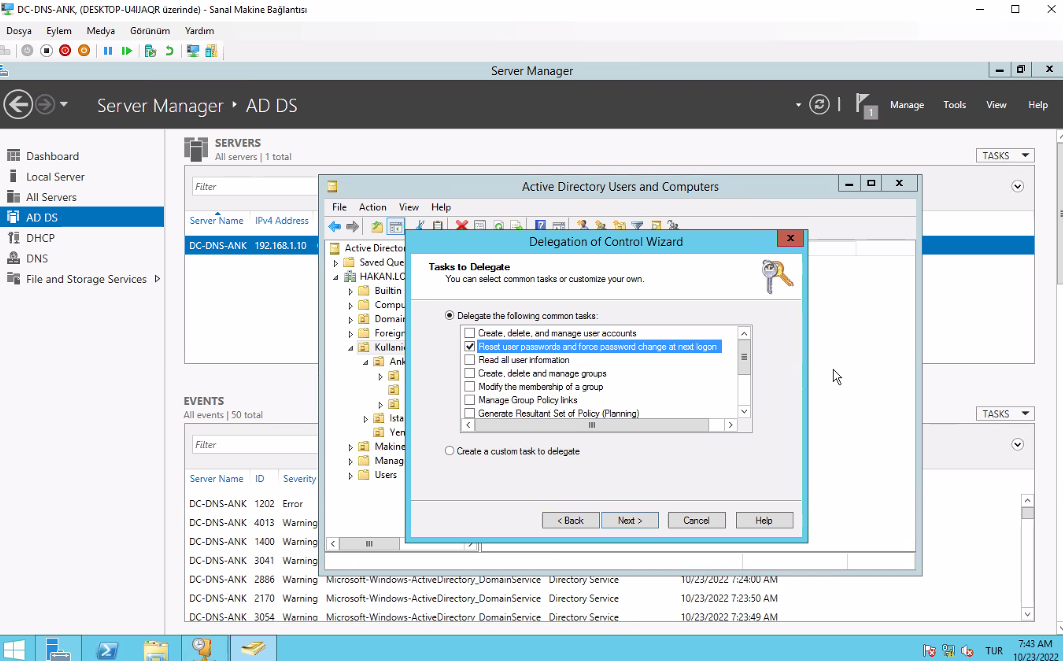 DC-DNS-ANK, (DESKTOP-U4IJAQR üzerinde) - Sanal Makine Bağlantısı
Dosya Eylem Medya Görünüm Yardım
Server Manager
Server Manager AD DS
1 Manage Tools View Help
Dashboard
Local Server
All Servers
AD DS
DHCP
DNS
File and Storage Services
SERVERS
All servers | 1 total
TASKS
Filter
Server Name IPv4 Address
DC-DNS-ANK 192.168.1.10
Active Directory Users and Computers
File Action View Help
Active Director
Saved Que
HAKAN.LO
Builtin
Compu
Domain
Foreign
Kullanic
Ank
Ista
Yen
Makine
Manag
Users
Delegation of Control Wizard
Tasks to Delegate
You can select common tasks or customize your own.
Delegate the following common tasks:
Create, delete, and manage user accounts
Reset user passwords and force password change at next logon
Read all user information
Create, delete and manage groups
Modify the membership of a group
Manage Group Policy links
Generate Resultant Set of Policy (Planning)
Create a custom task to delegate
< Back Next > Cancel Help
EVENTS
All events | 50 total
TASKS
Filter
Server Name ID Severity
DC-DNS-ANK 1202 Error
DC-DNS-ANK 4013 Warning
DC-DNS-ANK 1400 Warning
DC-DNS-ANK 3041 Warning
DC-DNS-ANK 2886 Warning Microsoft-Windows-ActiveDirectory_DomainService Directory Service 10/23/2022 7:24:00 AM
DC-DNS-ANK 2170 Warning Microsoft-Windows-ActiveDirectory_DomainService Directory Service 10/23/2022 7:23:50 AM
DC-DNS-ANK 3054 Warning Microsoft-Windows-ActiveDirectory_DomainService Directory Service 10/23/2022 7:23:49 AM
TUR
7:43 AM
10/23/2022